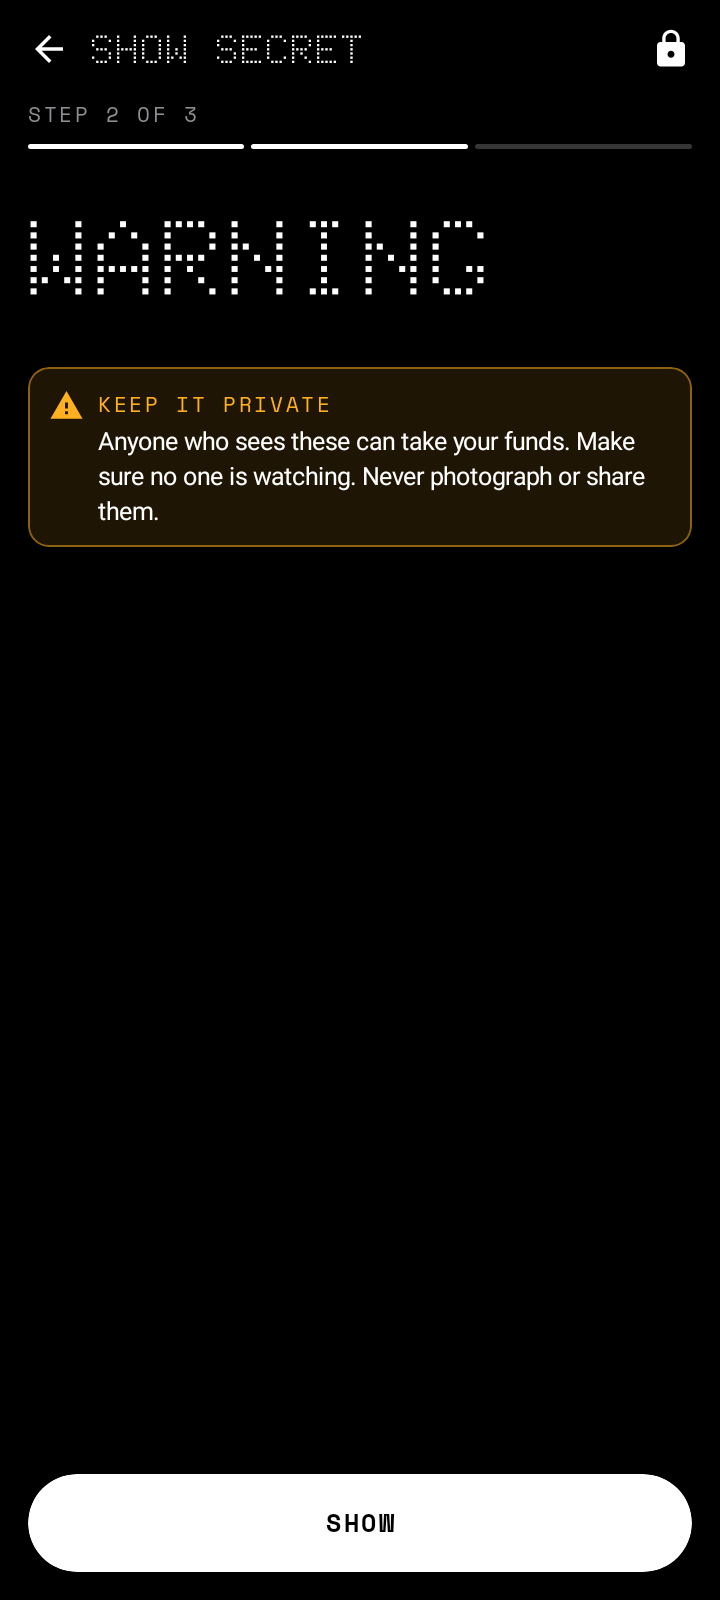 SHOW SECRET
STEP 2 OF 3
WARNING
KEEP IT PRIVATE
Anyone who sees these can take your funds. Make
sure no one is watching. Never photograph or share
them.
SHOW